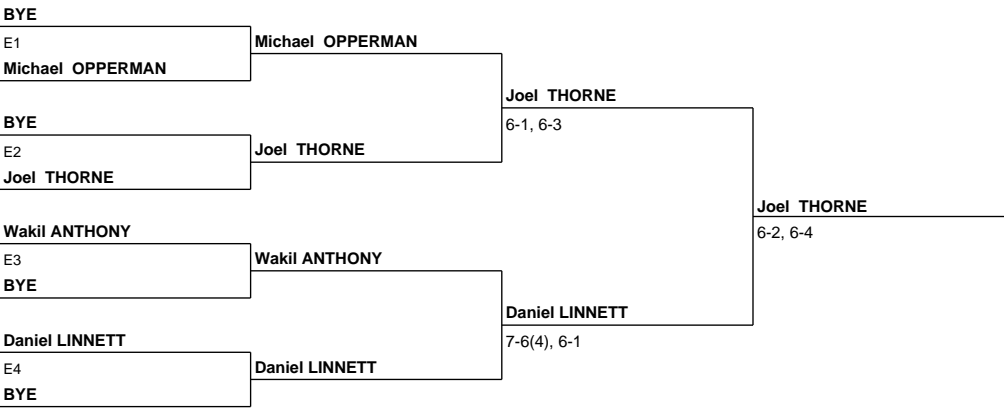 BYE
E1
Michael OPPERMAN
Michael OPPERMAN
BYE
E2
Joel THORNE
Joel THORNE
Joel THORNE
6-1, 6-3
Wakil ANTHONY
E3
BYE
Wakil ANTHONY
Daniel LINNETT
E4
BYE
Daniel LINNETT
Daniel LINNETT
7-6(4), 6-1
Joel THORNE
6-2, 6-4